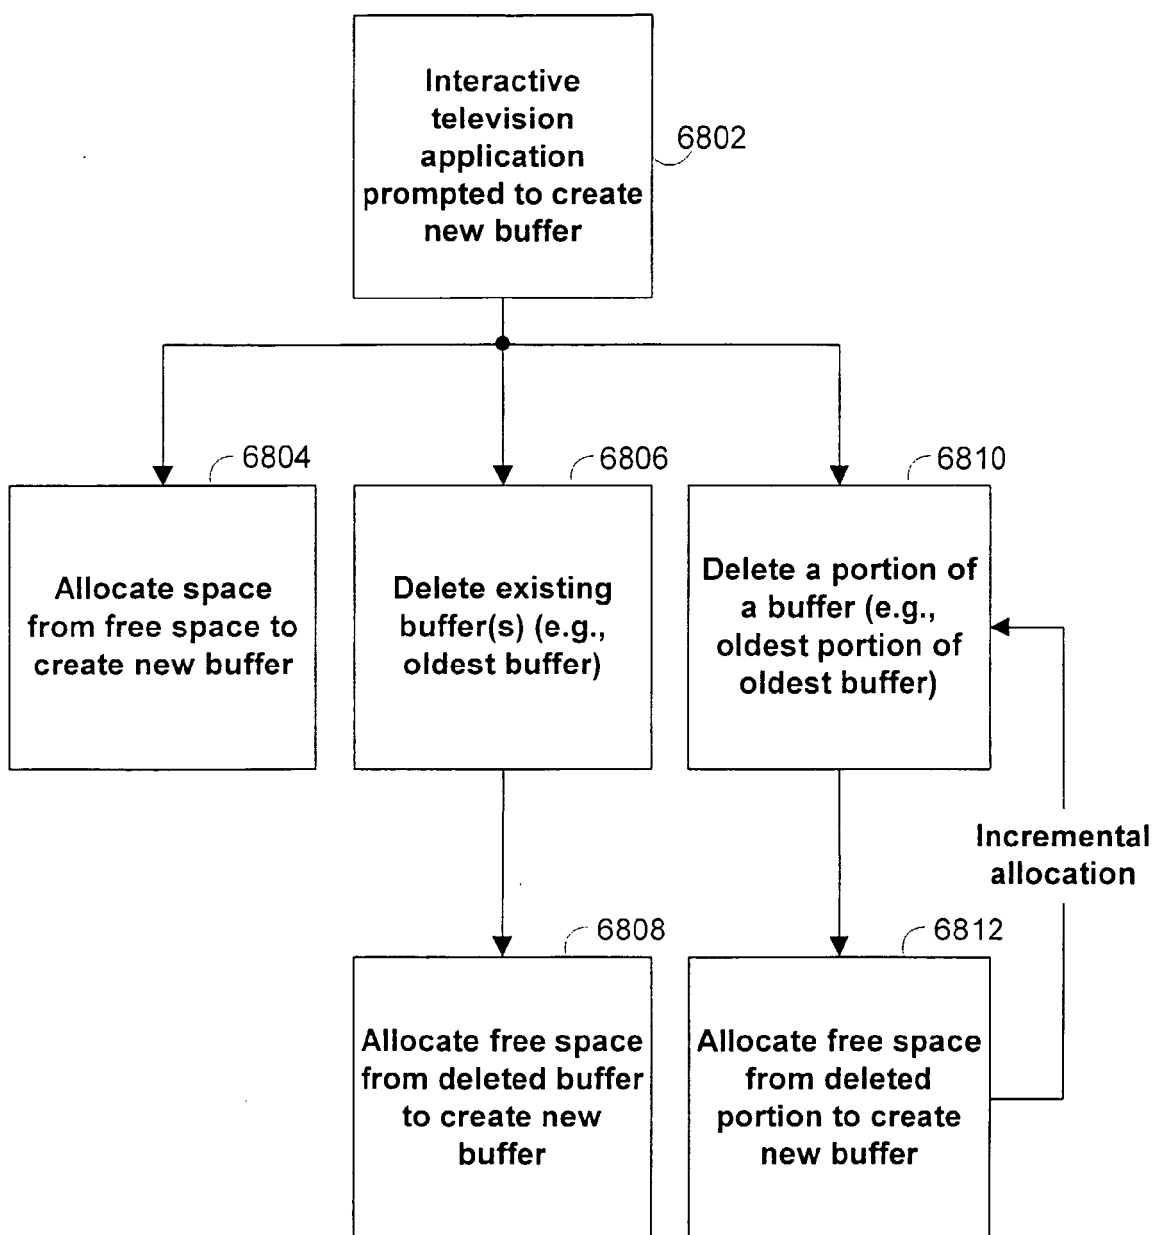 Interactive
television
application
prompted to create
new buffer
6802
6804
6806
6810
Allocate space
from free space to
create new buffer
Delete existing
buffer(s) (e.g.,
oldest buffer)
Delete a portion of
a buffer (e.g.,
oldest portion of
oldest buffer)
Incremental
allocation
6808
6812
Allocate free space
from deleted buffer
to create new
buffer
Allocate free space
from deleted
portion to create
new buffer